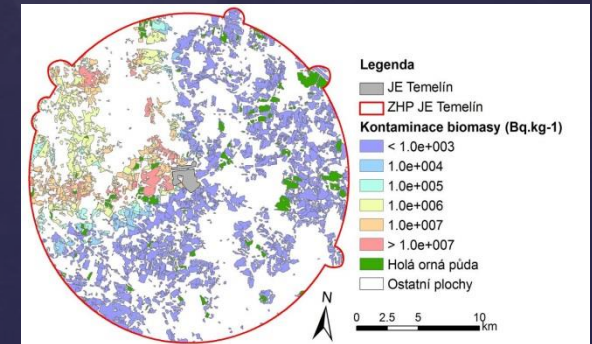 Legenda
JE Temelín
ZHP JE Temelín
Kontaminace biomasy (Bq.kg-1)
< 1.0e+003
1.0e+004
1.0e+005
1.0e+006
1.0e+007
> 1.0e+007
Holá orná půda
Ostatní plochy
N
0 2.5 5 10
km